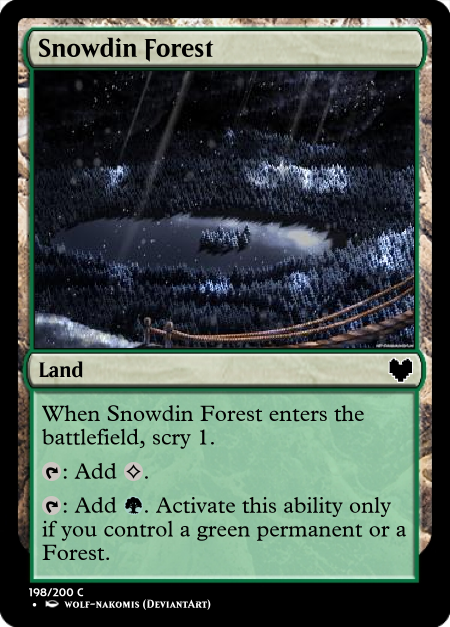 Snowdin Forest
Land
When Snowdin Forest enters the
battlefield, scry 1.
: Add .
: Add . Activate this ability only
if you control a green permanent or a
Forest.
198/200 C
• WOLF-NAKOMIS (DEVIANTART)